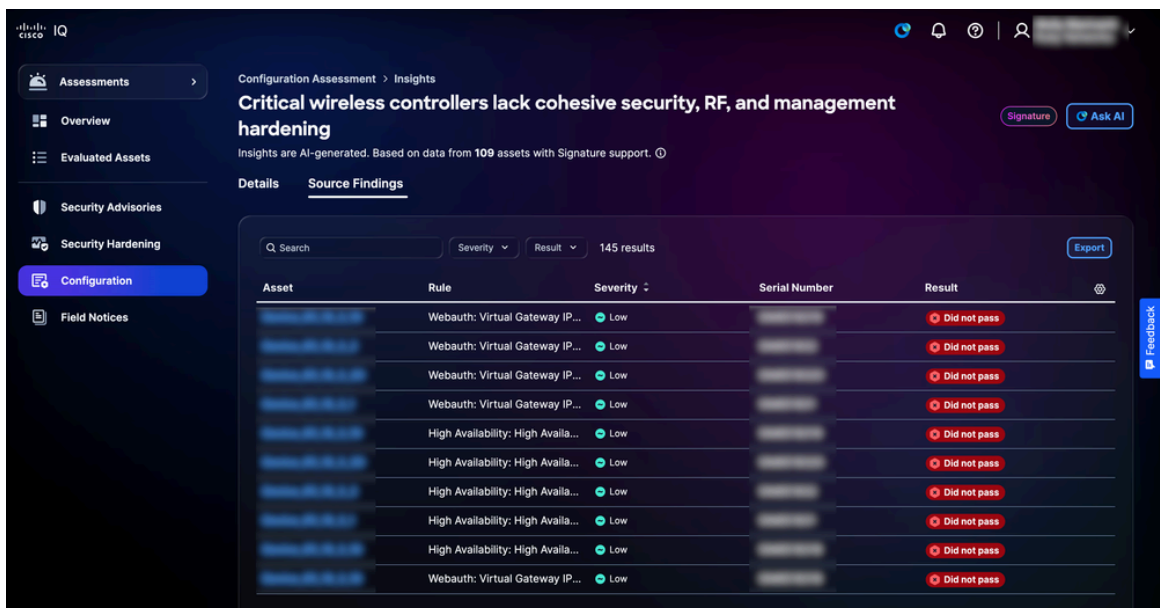 cisco IQ
Assessments
Overview
Evaluated Assets
Security Advisories
Security Hardening
Configuration
Field Notices
Configuration Assessment > Insights
Critical wireless controllers lack cohesive security, RF, and management
hardening
Signature
Ask AI
Insights are AI-generated. Based on data from 109 assets with Signature support.
Details Source Findings
Search Severity Result 145 results Export
Asset Rule Severity Serial Number Result
Webauth: Virtual Gateway IP... Low Did not pass
Webauth: Virtual Gateway IP... Low Did not pass
Webauth: Virtual Gateway IP... Low Did not pass
Webauth: Virtual Gateway IP... Low Did not pass
High Availability: High Availa... Low Did not pass
High Availability: High Availa... Low Did not pass
High Availability: High Availa... Low Did not pass
High Availability: High Availa... Low Did not pass
High Availability: High Availa... Low Did not pass
Webauth: Virtual Gateway IP... Low Did not pass
Feedback